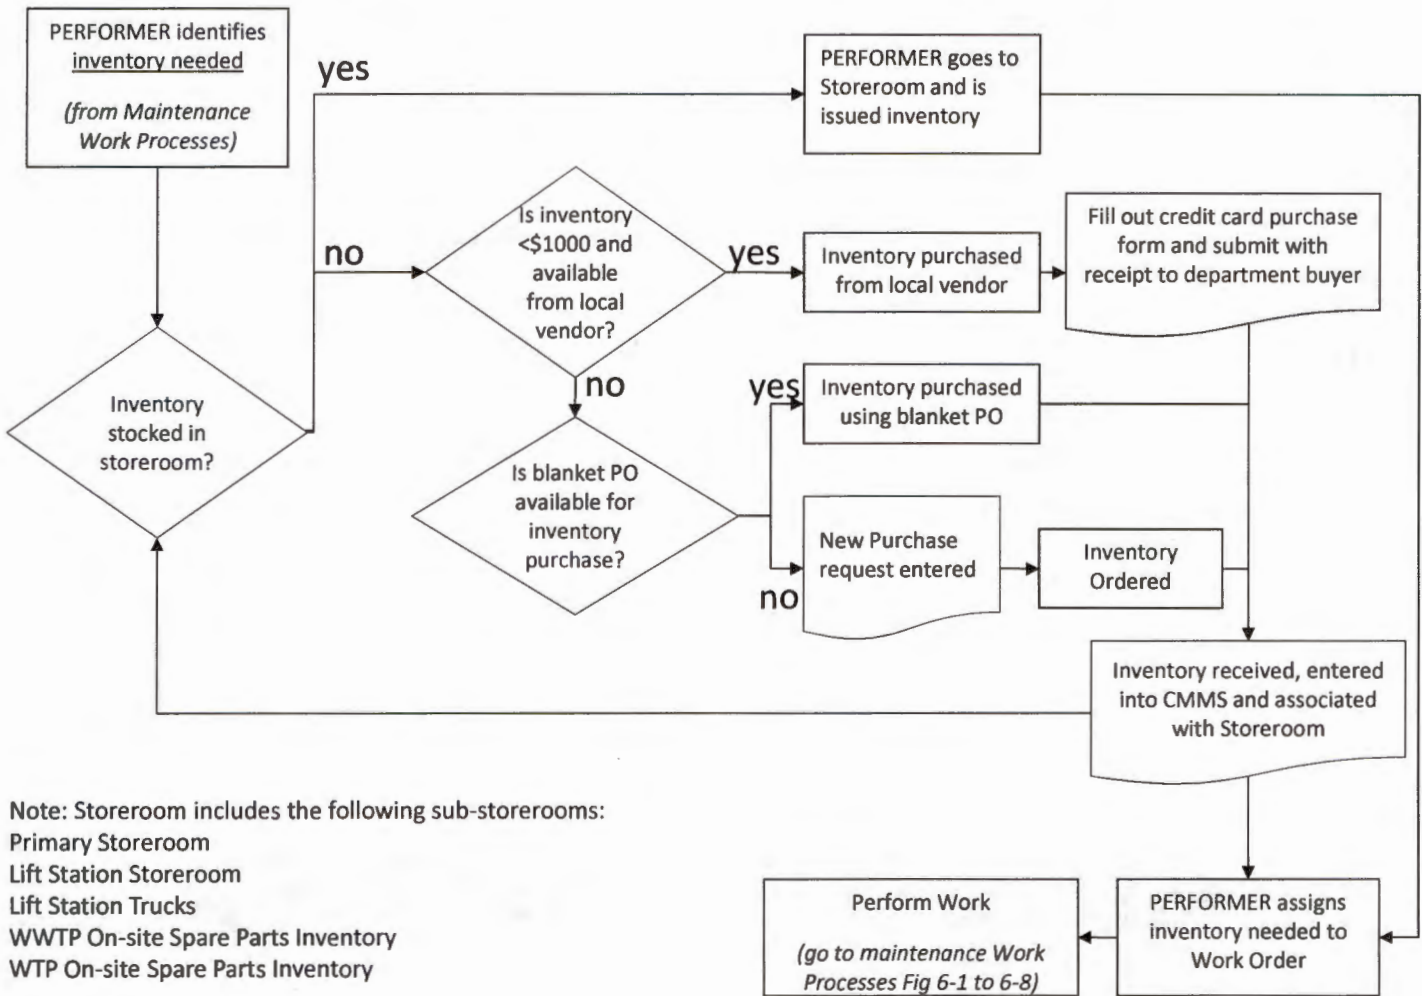 PERFORMER identifies
inventory needed
(from Maintenance
Work Processes)
yes
PERFORMER goes to
Storeroom and is
issued inventory
no
Is inventory
<$1000 and
available
from local
vendor?
yes
Inventory purchased
from local vendor
Fill out credit card purchase
form and submit with
receipt to department buyer
Inventory
stocked in
storeroom?
no
yes
Inventory purchased
using blanket PO
Is blanket PO
available for
inventory
purchase?
no
New Purchase
request entered
Inventory
Ordered
Inventory received, entered
into CMMS and associated
with Storeroom
Note: Storeroom includes the following sub-storerooms:
Primary Storeroom
Lift Station Storeroom
Lift Station Trucks
WWTP On-site Spare Parts Inventory
WTP On-site Spare Parts Inventory
Perform Work
(go to maintenance Work
Processes Fig 6-1 to 6-8)
PERFORMER assigns
inventory needed to
Work Order